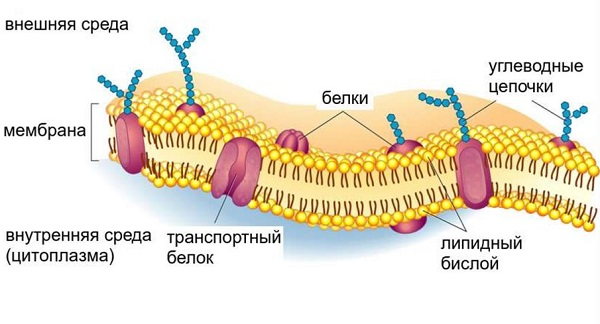 внешняя среда
углеводные
цепочки
белки
мембрана
внутренняя среда
(цитоплазма)
транспортный
белок
липидный
бислой